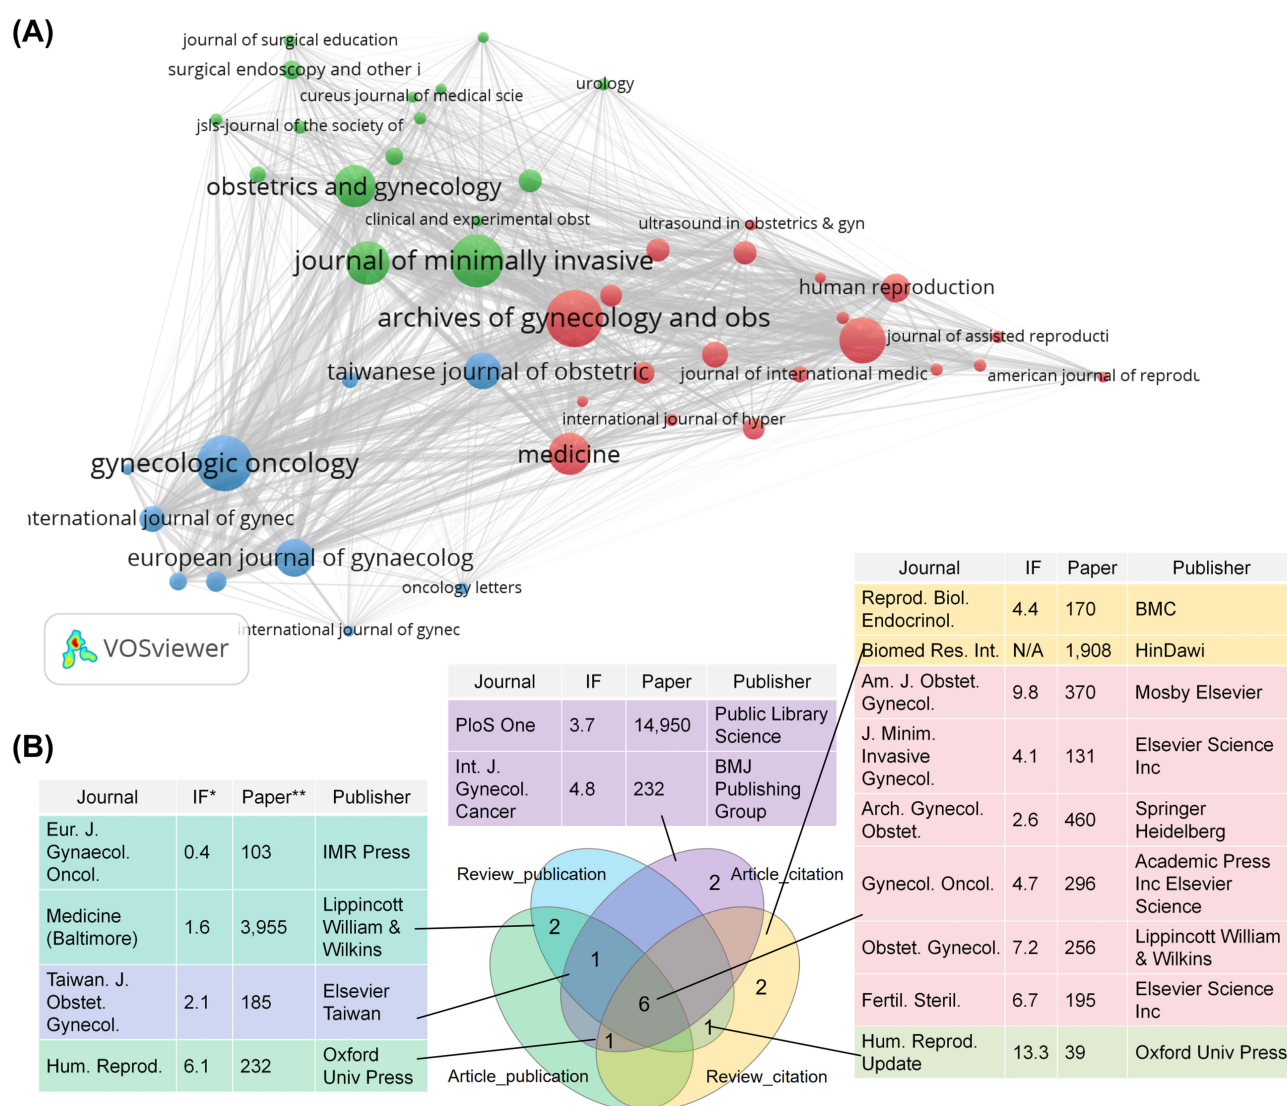 (A)
journal of surgical education
surgical endoscopy and other i
urology
cureus journal of medical scie
jsls-journal of the society of
obstetrics and gynecology
clinical and experimental obst
ultrasound in obstetrics & gyn
journal of minimally invasive
human reproduction
archives of gynecology and obs
journal of assisted reproducti
taiwanese journal of obstetric
journal of international medic
american journal of reprodu
international journal of hyper
medicine
gynecologic oncology
nternational journal of gynec
european journal of gynaecolog
oncology letters
international journal of gynec
VOSviewer
(B)
Journal IF* Paper** Publisher
Eur. J.
Gynaecol.
Oncol.
0.4 103 IMR Press
Medicine
(Baltimore)
1.6 3,955
Lippincott
William &
Wilkins
Taiwan. J.
Obstet.
Gynecol.
2.1 185
Elsevier
Taiwan
Hum. Reprod. 6.1 232
Oxford
Univ Press
Journal IF Paper Publisher
PloS One 3.7 14,950
Public Library
Science
Int. J.
Gynecol.
Cancer
4.8 232
BMJ
Publishing
Group
Review_publication
Article_citation
Article_publication
Review_citation
2
2
1
6
2
1
1
Journal IF Paper Publisher
Reprod. Biol.
Endocrinol.
4.4 170 BMC
Biomed Res. Int. N/A 1,908 HinDawi
Am. J. Obstet.
Gynecol.
9.8 370 Mosby Elsevier
J. Minim.
Invasive
Gynecol.
4.1 131
Elsevier Science
Inc
Arch. Gynecol.
Obstet.
2.6 460
Springer
Heidelberg
Gynecol. Oncol. 4.7 296
Academic Press
Inc Elsevier
Science
Obstet. Gynecol. 7.2 256
Lippincott William
& Wilkins
Fertil. Steril. 6.7 195
Elsevier Science
Inc
Hum. Reprod.
Update
13.3 39 Oxford Univ Press